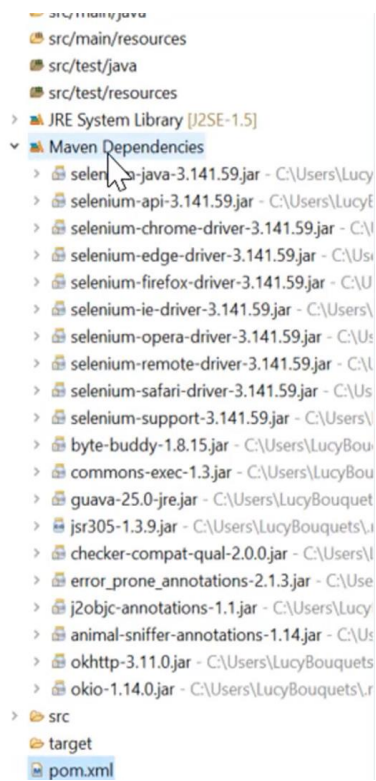 src/main/java
src/main/resources
src/test/java
src/test/resources
JRE System Library [J2SE-1.5]
Maven Dependencies
selenium-java-3.141.59.jar - C:\Users\Lucy
selenium-api-3.141.59.jar - C:\Users\LucyB
selenium-chrome-driver-3.141.59.jar - C:\
selenium-edge-driver-3.141.59.jar - C:\Use
selenium-firefox-driver-3.141.59.jar - C:\U
selenium-ie-driver-3.141.59.jar - C:\Users\
selenium-opera-driver-3.141.59.jar - C:\Us
selenium-remote-driver-3.141.59.jar - C:\
selenium-safari-driver-3.141.59.jar - C:\Us
selenium-support-3.141.59.jar - C:\Users\
byte-buddy-1.8.15.jar - C:\Users\LucyBou
commons-exec-1.3.jar - C:\Users\LucyBou
guava-25.0-jre.jar - C:\Users\LucyBouquet
jsr305-1.3.9.jar - C:\Users\LucyBouquets\
checker-compat-qual-2.0.0.jar - C:\Users\
error_prone_annotations-2.1.3.jar - C:\Use
j2objc-annotations-1.1.jar - C:\Users\Lucy
animal-sniffer-annotations-1.14.jar - C:\Us
okhttp-3.11.0.jar - C:\Users\LucyBouquets
okio-1.14.0.jar - C:\Users\LucyBouquets\
src
target
pom.xml